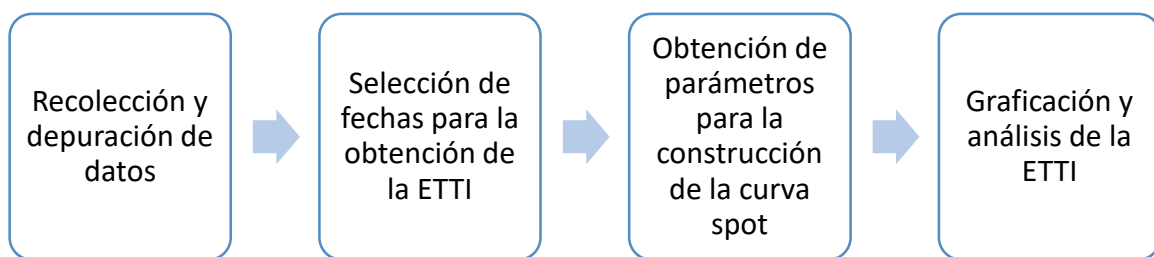 Recolección y
depuración de
datos
Selección de
fechas para la
obtención de
la ETTI
Obtención de
parámetros
para la
construcción
de la curva
spot
Graficación y
análisis de la
ETTI